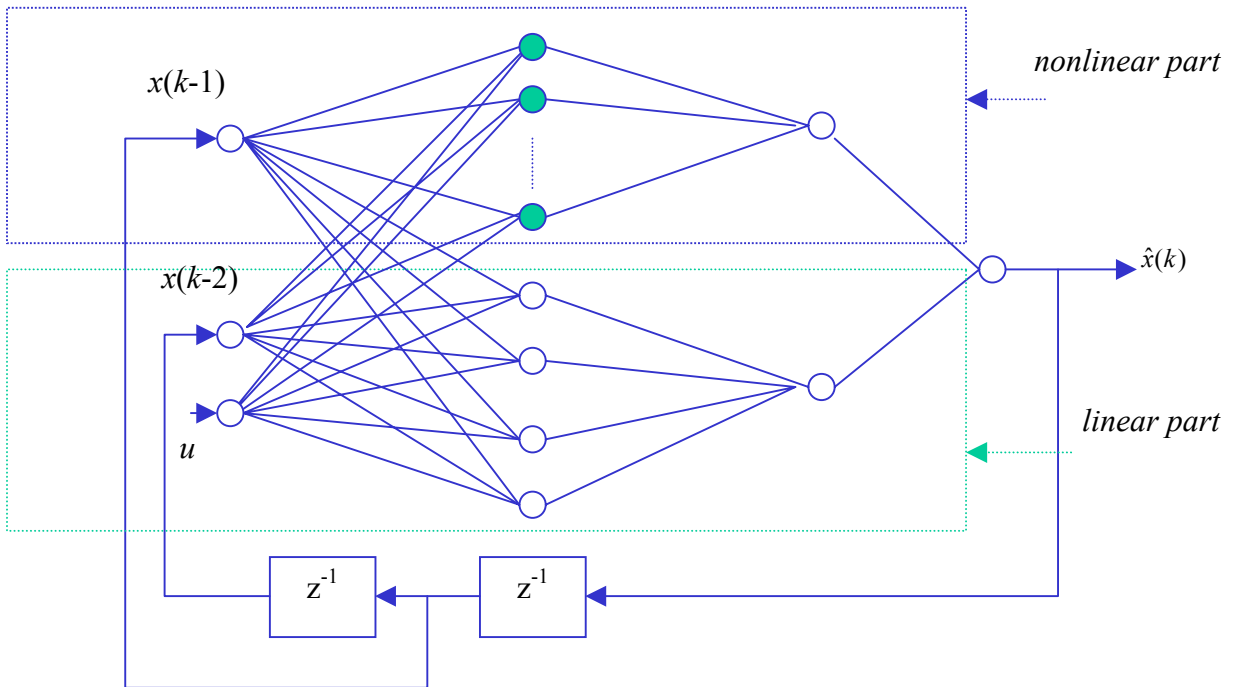 nonlinear part
x(k-1)
x(k-2)
x̂(k)
u
linear part
z⁻¹
z⁻¹